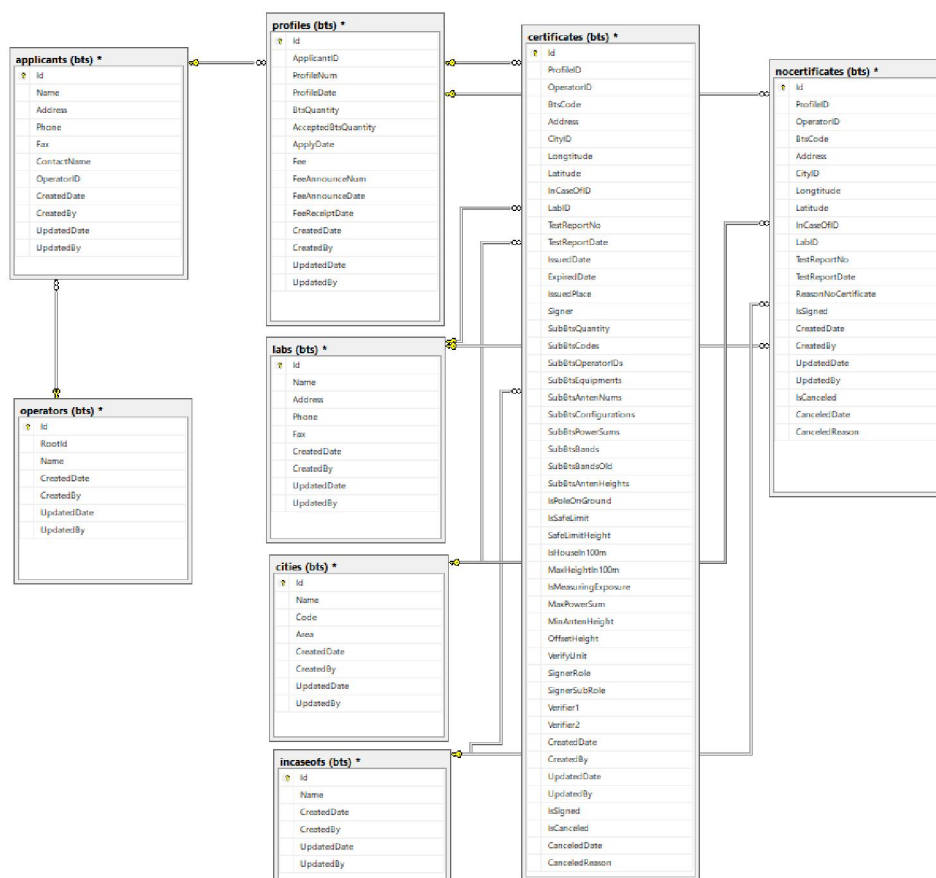 applicants (bts) *
Id
Name
Address
Phone
Fax
ContactName
OperatorID
CreatedDate
CreatedBy
UpdatedDate
UpdatedBy
operators (bts) *
Id
RootId
Name
CreatedDate
CreatedBy
UpdatedDate
UpdatedBy
profiles (bts) *
Id
ApplicantID
ProfileNum
ProfileDate
BtsQuantity
AcceptedBtsQuantity
ApplyDate
Fee
FeeAnnounceNum
FeeAnnounceDate
FeeReceiptDate
CreatedDate
CreatedBy
UpdatedDate
UpdatedBy
labs (bts) *
Id
Name
Address
Phone
Fax
CreatedDate
CreatedBy
UpdatedDate
UpdatedBy
cities (bts) *
Id
Name
Code
Area
CreatedDate
CreatedBy
UpdatedDate
UpdatedBy
incaseofs (bts) *
Id
Name
CreatedDate
CreatedBy
UpdatedDate
UpdatedBy
certificates (bts) *
Id
ProfileID
OperatorID
BtsCode
Address
CityID
Longtitude
Latitude
InCaseOfID
LabID
TestReportNo
TestReportDate
IssuedDate
ExpiredDate
IssuedPlace
Signer
SubBtsQuantity
SubBtsCodes
SubBtsOperatorIDs
SubBtsEquipments
SubBtsAntenNums
SubBtsConfigurations
SubBtsPowerSums
SubBtsBands
SubBtsBandsOld
SubBtsAntenHeights
IsPoleOnGround
IsSafeLimit
SafeLimitHeight
IsHouseIn100m
MaxHeightIn100m
IsMeasuringExposure
MaxPowerSum
MinAntenHeight
OffsetHeight
VerifyUnit
SignerRole
SignerSubRole
Verifier1
Verifier2
CreatedDate
CreatedBy
UpdatedDate
UpdatedBy
IsSigned
IsCanceled
CanceledDate
CanceledReason
nocertificates (bts) *
Id
ProfileID
OperatorID
BtsCode
Address
CityID
Longtitude
Latitude
InCaseOfID
LabID
TestReportNo
TestReportDate
ReasonNoCertificate
IsSigned
CreatedDate
CreatedBy
UpdatedDate
UpdatedBy
IsCanceled
CanceledDate
CanceledReason